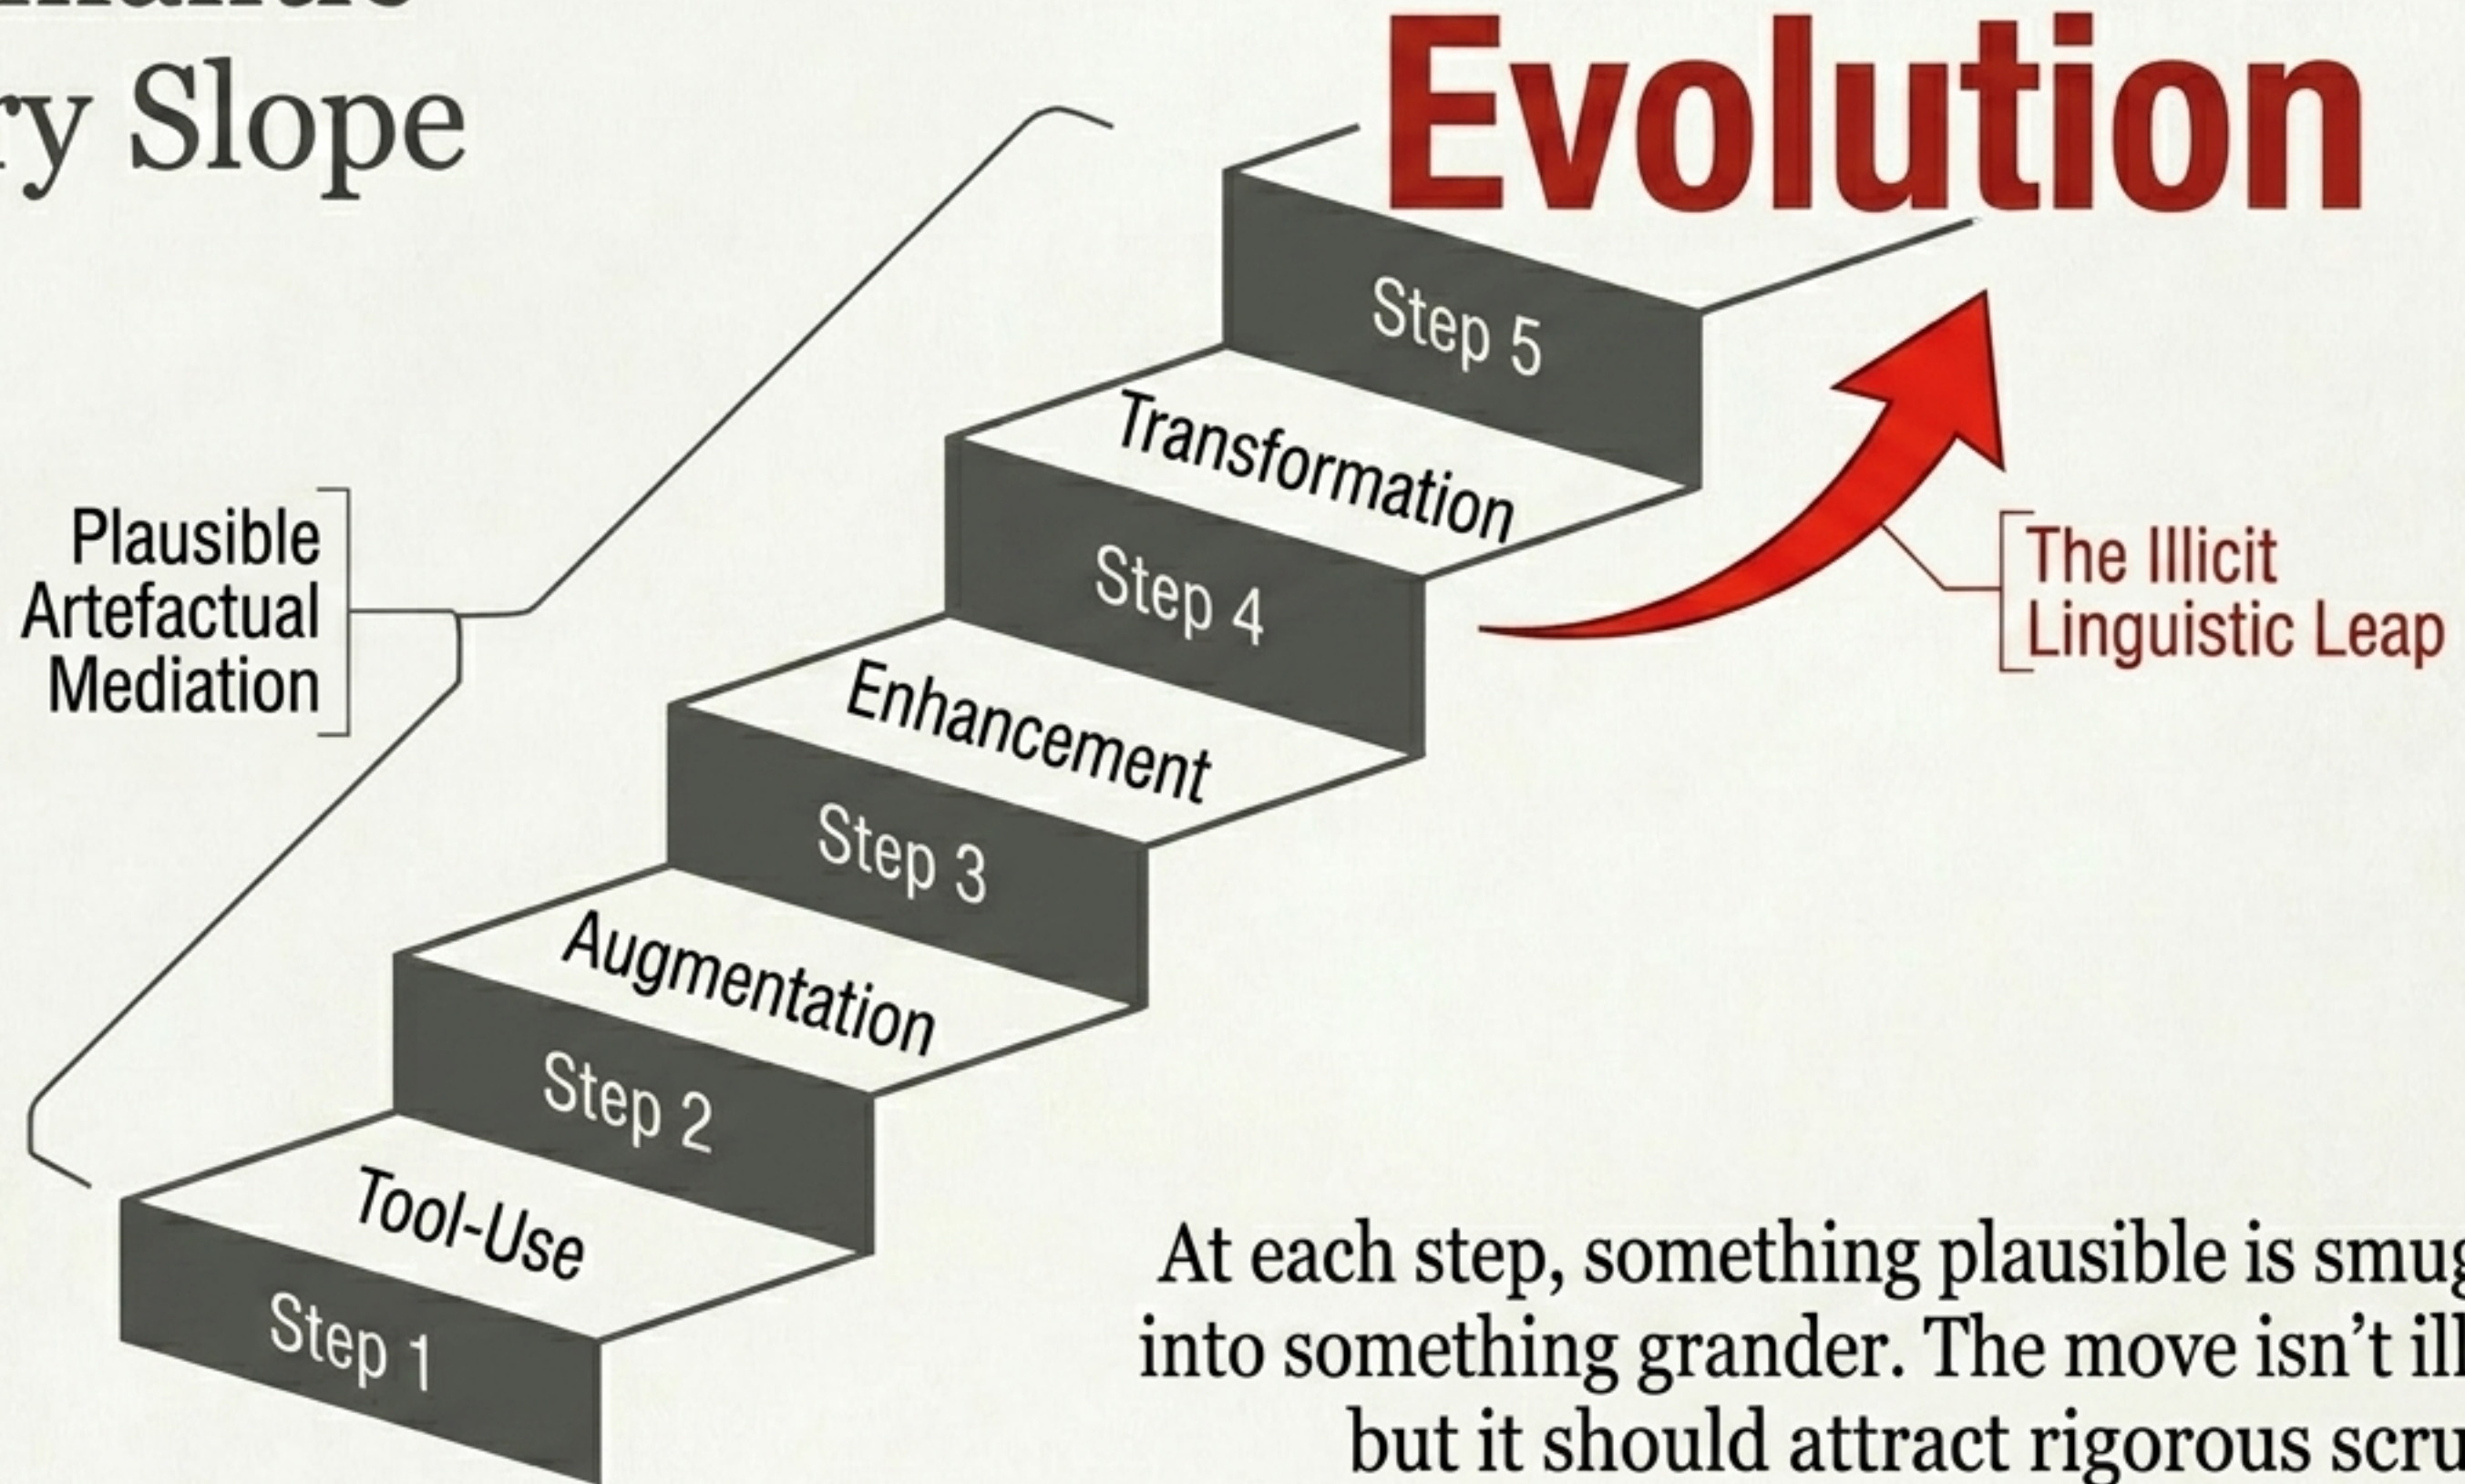 ry Slope
Evolution
Step 5
Transformation
Step 4
Enhancement
Step 3
Augmentation
Step 2
Tool-Use
Step 1
Plausible
Artefactual
Mediation
The Illicit
Linguistic Leap
At each step, something plausible is smug
into something grander. The move isn’t ill
but it should attract rigorous scru